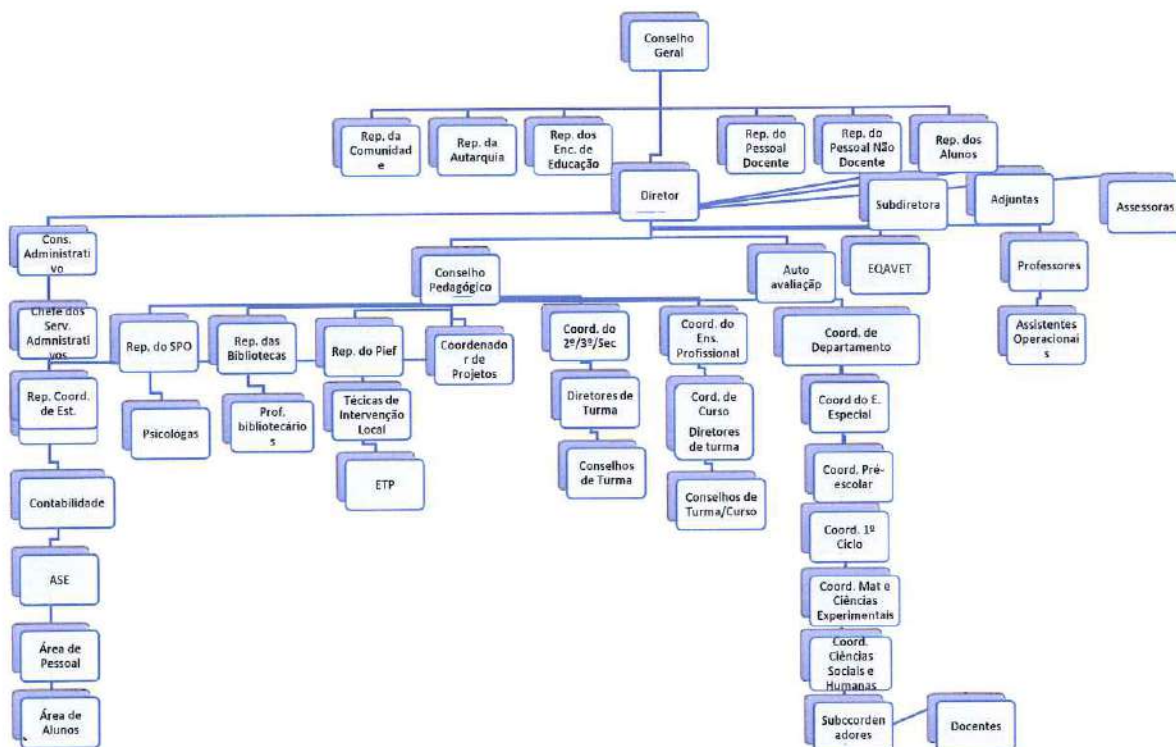 Conselho
Geral
Rep. da
Comunidad
e
Rep. da
Autarquia
Rep. dos
Enc. de
Educação
Rep. do
Pessoal
Docente
Rep. do
Pessoal Não
Docente
Rep. dos
Alunos
Diretor
Subdiretora
Adjuntas
Assessoras
Cons.
Administrati
vo
Conselho
Pedagógico
Auto
avaliaçãp
EQAVET
Professores
Chefe dos
Serv.
Admnistrati
vos
Rep. do SPO
Rep. das
Bibliotecas
Rep. do Pief
Coordenado
r de
Projetos
Coord. do
2º/3º/Sec
Coord. do
Ens.
Profissional
Coord. de
Departamento
Assistentes
Operacionai
s
Rep. Coord.
de Est.
Psicológas
Prof.
bibliotecário
s
Técicas de
Intervenção
Local
Diretores de
Turma
Cord. de
Curso
Diretores
de turma
Coord do E.
Especial
ETP
Conselhos
de Turma
Conselhos de
Turma/Curso
Coord. Pré-
escolar
Contabilidade
Coord. 1º
Ciclo
ASE
Coord. Mat e
Ciências
Experimentais
Área de
Pessoal
Coord.
Ciências
Sociais e
Humanas
Área de
Alunos
Subccorden
adores
Docentes